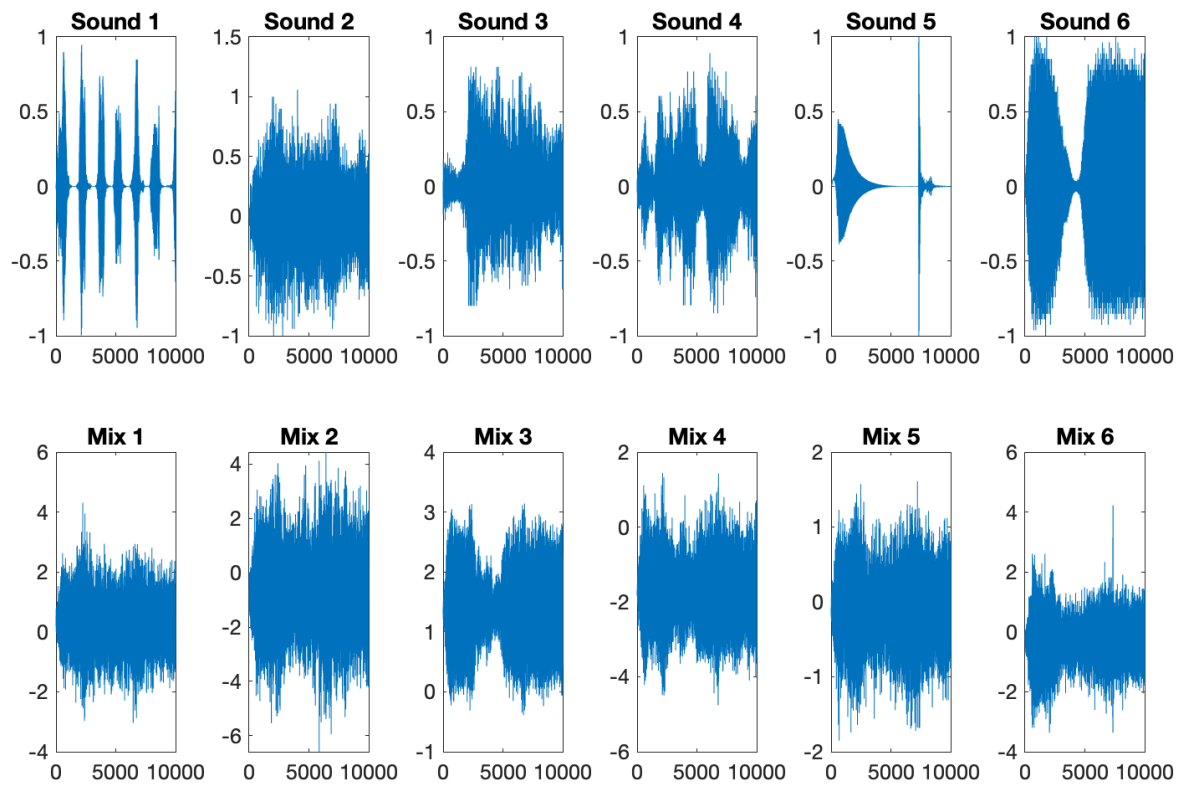 Sound 1 Sound 2 Sound 3 Sound 4 Sound 5 Sound 6
1 1.5 1 1 1 1
1
0.5 0.5 0.5 0.5 0.5
0.5
0 0 0 0 0 0
-0.5 -0.5 -0.5 -0.5 -0.5 -0.5
-1 -1 -1 -1 -1 -1
0 5000 10000 0 5000 10000 0 5000 10000 0 5000 10000 0 5000 10000 0 5000 10000
Mix 1 Mix 2 Mix 3 Mix 4 Mix 5 Mix 6
6 4 4 2 2 6
4 2 3 0 1 4
2 0 2 -2 0 2
0 -2 1 -4 -1 0
-2 -4 0 -6 -2 -2
-4 -6 -1 -4
0 5000 10000 0 5000 10000 0 5000 10000 0 5000 10000 0 5000 10000 0 5000 10000